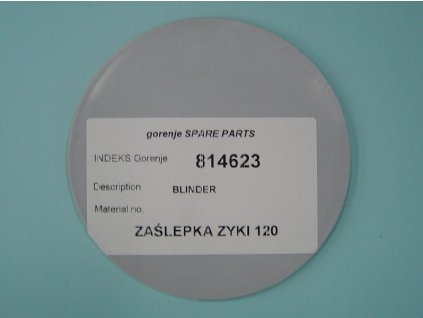 gorenje SPARE PARTS
INDEKS Gorenje 814623
Description BLINDER
Material no.
ZAŚLEPKA ZYKI 120